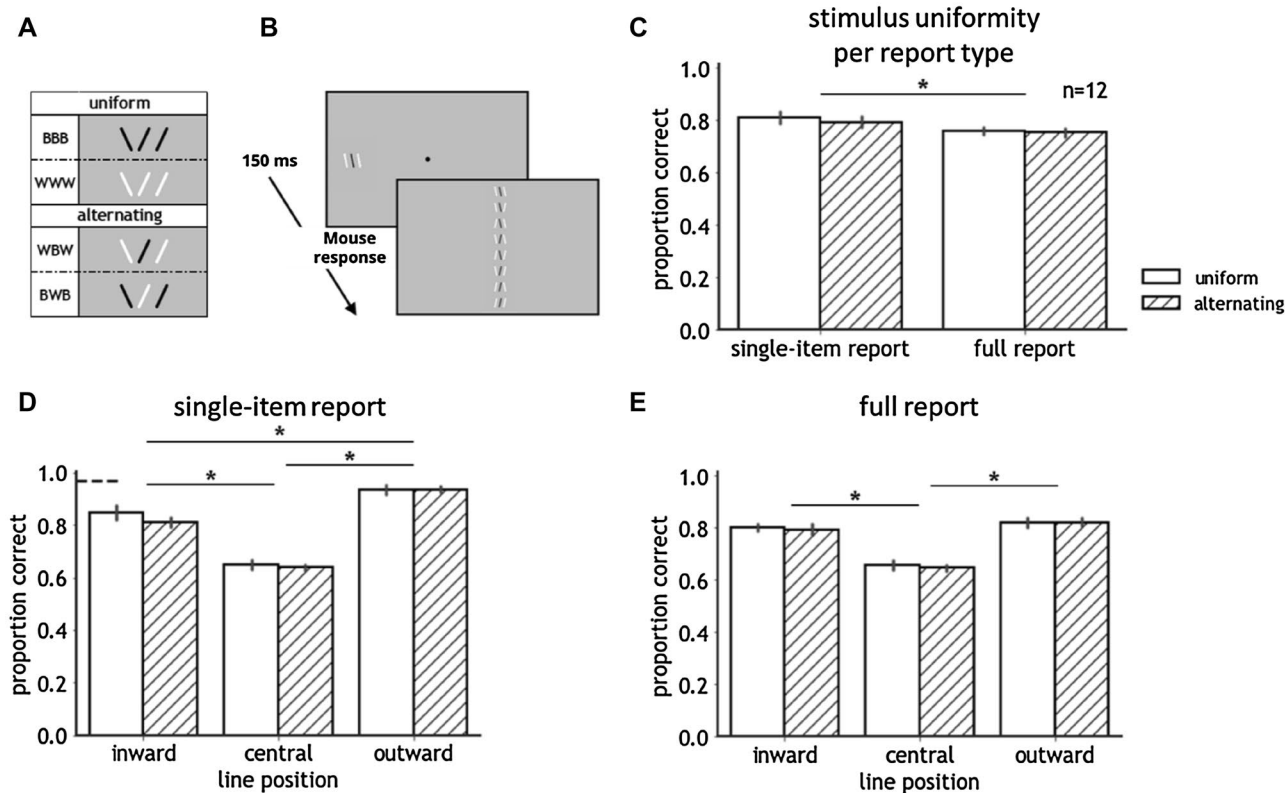 A
uniform
BBB
WWW
alternating
WBW
BWB
B
150 ms
Mouse
response
C
stimulus uniformity
per report type
*
n=12
proportion correct
1.0
0.8
0.6
0.4
0.2
0.0
single-item report
full report
uniform
alternating
D
single-item report
*
*
*
proportion correct
1.0
0.8
0.6
0.4
0.2
0.0
inward
central
outward
line position
E
full report
*
*
proportion correct
1.0
0.8
0.6
0.4
0.2
0.0
inward
central
outward
line position